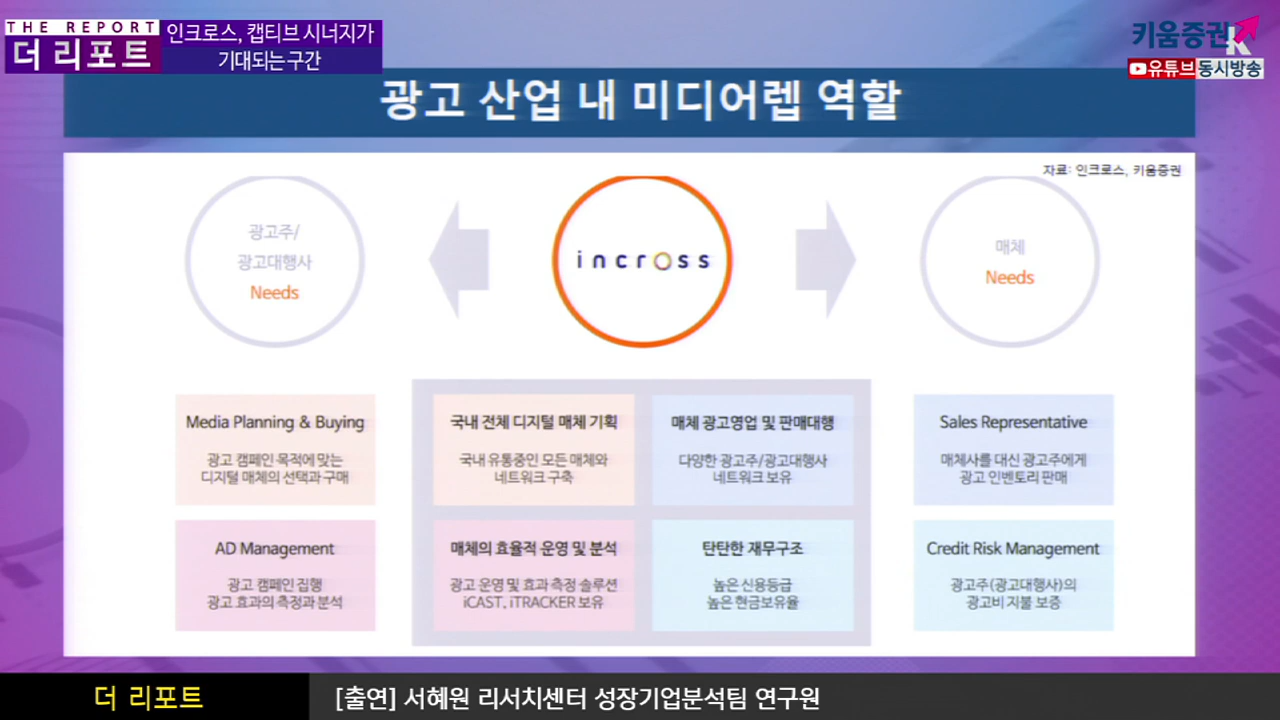 THE REPORT
더 리포트
인크로스, 캡티브 시너지가
기대되는 구간
키움증권
유튜브 동시방송
광고 산업 내 미디어렙 역할
자료: 인크로스, 키움증권
광고주/
광고대행사
Needs
incross
매체
Needs
Media Planning & Buying
광고 캠페인 목적에 맞는
디지털 매체의 선택과 구매
국내 전체 디지털 매체 기획
국내 유통중인 모든 매체와
네트워크 구축
매체 광고영업 및 판매대행
다양한 광고주/광고대행사
네트워크 보유
Sales Representative
매체사를 대신 광고주에게
광고 인벤토리 판매
AD Management
광고 캠페인 집행
광고 효과의 측정과 분석
매체의 효율적 운영 및 분석
광고 운영 및 효과 측정 솔루션
iCAST, iTRACKER 보유
탄탄한 재무구조
높은 신용등급
높은 현금보유율
Credit Risk Management
광고주(광고대행사)의
광고비 지불 보증
더 리포트
[출연] 서혜원 리서치센터 성장기업분석팀 연구원